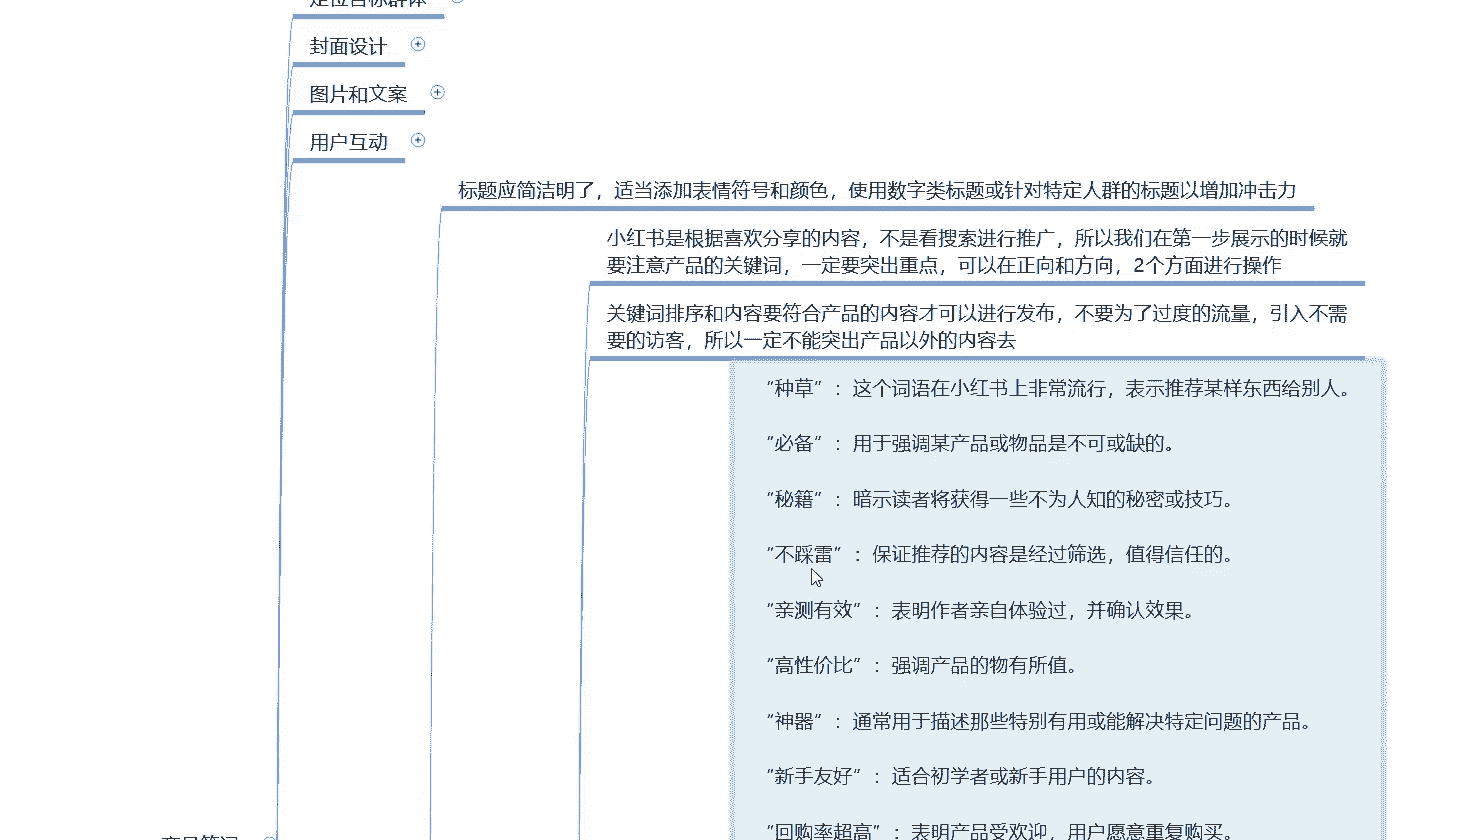 定位目标群体
封面设计
图片和文案
用户互动
标题应简洁明了，适当添加表情符号和颜色，使用数字类标题或针对特定人群的标题以增加冲击力
小红书是根据喜欢分享的内容，不是看搜索进行推广，所以我们在第一步展示的时候就
要注意产品的关键词，一定要突出重点，可以在正向和方向，2个方面进行操作
关键词排序和内容要符合产品的内容才可以进行发布，不要为了过度的流量，引入不需
要的访客，所以一定不能突出产品以外的内容去
“种草”：这个词语在小红书上非常流行，表示推荐某样东西给别人。
“必备”：用于强调某产品或物品是不可或缺的。
“秘籍”：暗示读者将获得一些不为人知的秘密或技巧。
“不踩雷”：保证推荐的内容是经过筛选，值得信任的。
“亲测有效”：表明作者亲自体验过，并确认效果。
“高性价比”：强调产品的物有所值。
“神器”：通常用于描述那些特别有用或能解决特定问题的产品。
“新手友好”：适合初学者或新手用户的内容。
“回购率超高”：表明产品受欢迎，用户愿意重复购买。